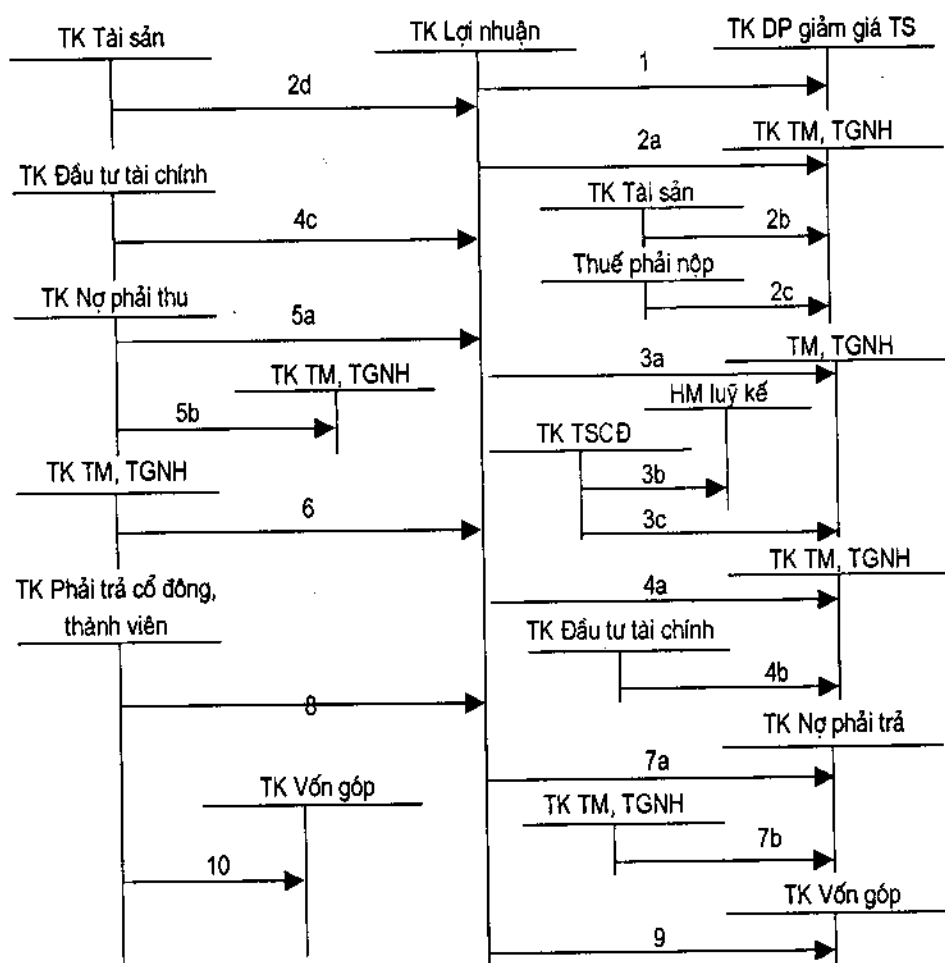 TK Tài sản
TK Lợi nhuận
TK DP giảm giá TS
1
2d
TK TM, TGNH
2a
TK Đầu tư tài chính
TK Tài sản
2b
4c
Thuế phải nộp
2c
TK Nợ phải thu
5a
TM, TGNH
3a
TK TM, TGNH
HM luỹ kế
5b
TK TSCĐ
TK TM, TGNH
3b
6
3c
TK TM, TGNH
4a
TK Phải trả cổ đông,
thành viên
TK Đầu tư tài chính
4b
8
TK Nợ phải trả
7a
TK Vốn góp
TK TM, TGNH
7b
10
TK Vốn góp
9